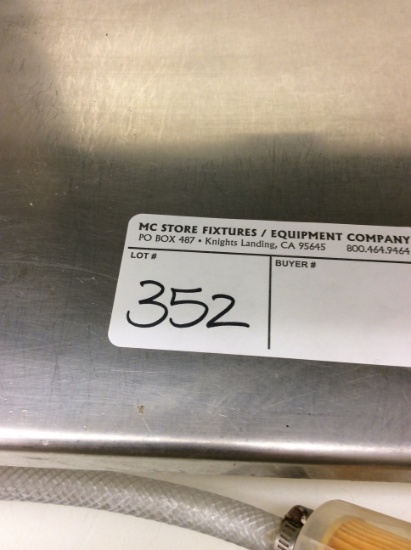 MC STORE FIXTURES / EQUIPMENT COMPANY
PO BOX 487 • Knights Landing, CA 95645 800.464.9464
LOT # BUYER #
352